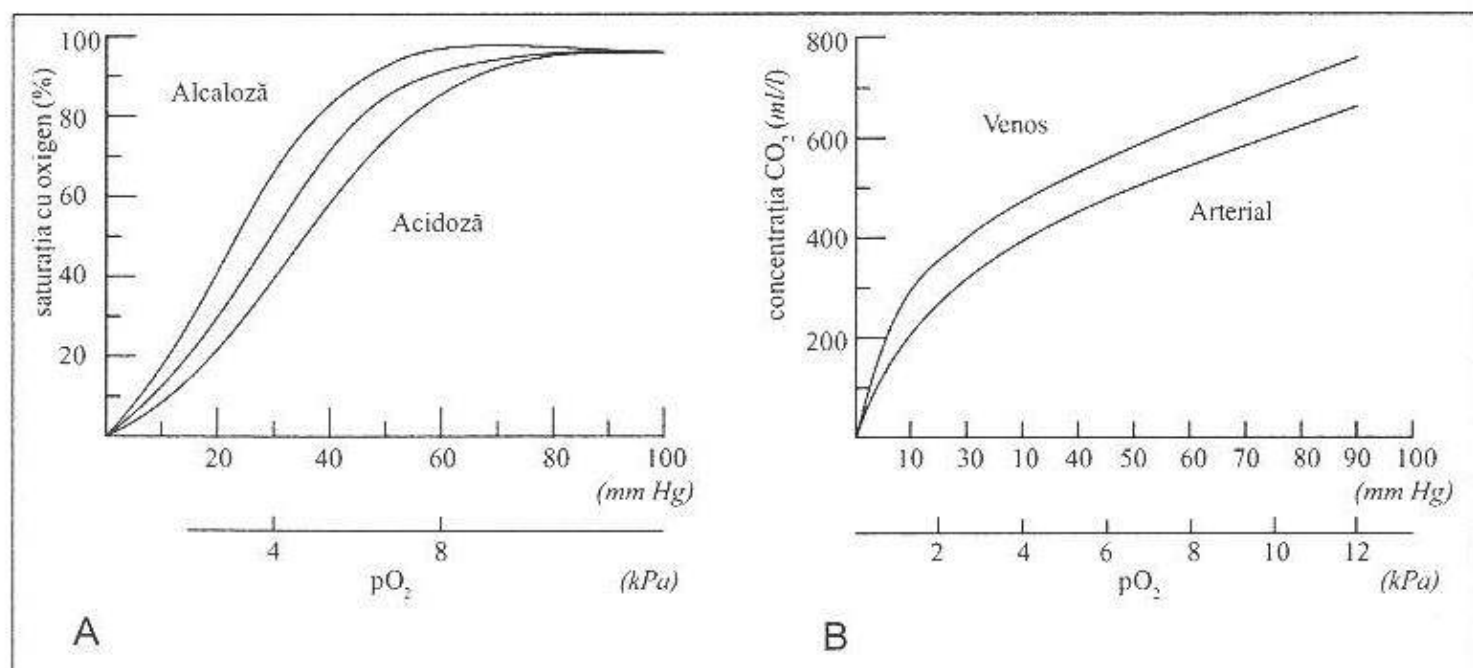 100
80
60
40
20
saturația cu oxigen (%)
Alcaloză
Acidoză
20 40 60 80 100
(mm Hg)
4 8
pO2 (kPa)
A
800
600
400
200
concentrația CO2 (ml/l)
Venos
Arterial
10 30 10 40 50 60 70 80 90 100
(mm Hg)
2 4 6 8 10 12
pO2 (kPa)
B